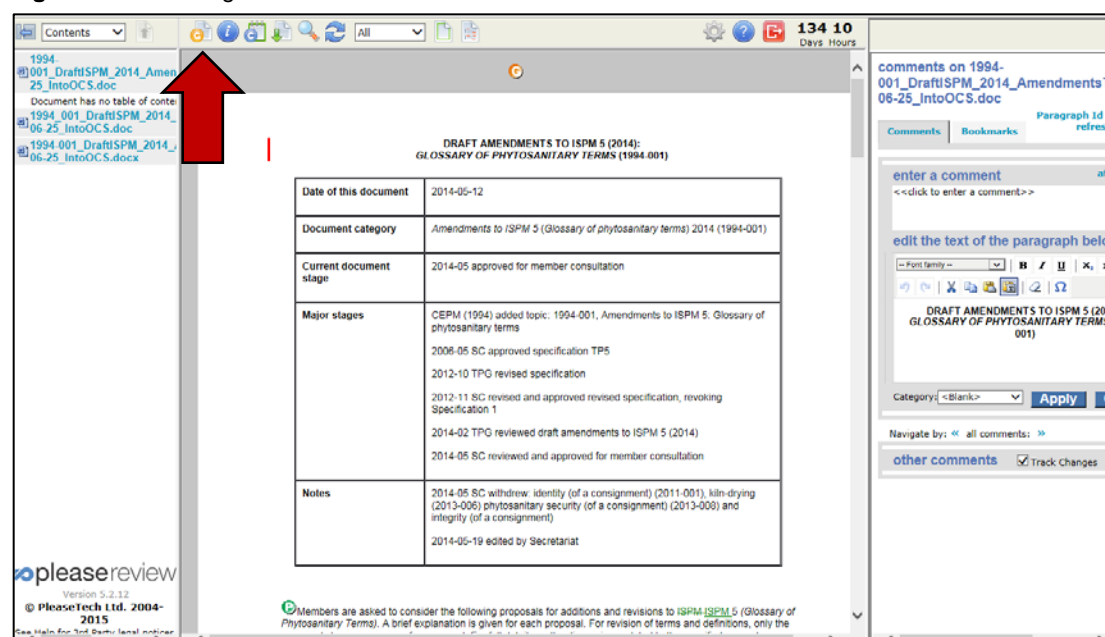 Contents
All
134 10
Days Hours
1994-
001_DraftISPM_2014_Amen
25_IntoOCS.doc
Document has no table of conte
1994_001_DraftISPM_2014_
06-25_IntoOCS.doc
1994-001_DraftISPM_2014_
06-25_IntoOCS.docx
pleasereview
Version 5.2.12
© PleaseTech Ltd. 2004-
2015
See Help for 3rd Party legal notices
G
DRAFT AMENDMENTS TO ISPM 5 (2014):
GLOSSARY OF PHYTOSANITARY TERMS (1994-001)
Date of this document 2014-05-12
Document category Amendments to ISPM 5 (Glossary of phytosanitary terms) 2014 (1994-001)
Current document stage 2014-05 approved for member consultation
Major stages CEPM (1994) added topic: 1994-001, Amendments to ISPM 5: Glossary of
phytosanitary terms
2006-05 SC approved specification TP5
2012-10 TPG revised specification
2012-11 SC revised and approved revised specification, revoking
Specification 1
2014-02 TPG reviewed draft amendments to ISPM 5 (2014)
2014-05 SC reviewed and approved for member consultation
Notes 2014-05 SC withdrew: identity (of a consignment) (2011-001), kiln-drying
(2013-006) phytosanitary security (of a consignment) (2013-008) and
integrity (of a consignment)
2014-05-19 edited by Secretariat
P Members are asked to consider the following proposals for additions and revisions to ISPM ISPM 5 (Glossary of
Phytosanitary Terms). A brief explanation is given for each proposal. For revision of terms and definitions, only the
comments on 1994-
001_DraftISPM_2014_Amendments
06-25_IntoOCS.doc
Paragraph Id
refres
Comments Bookmarks
enter a comment
<<click to enter a comment>>
edit the text of the paragraph belo
-- Font family --
B I U X
Ω
DRAFT AMENDMENTS TO ISPM 5 (20
GLOSSARY OF PHYTOSANITARY TERMS
001)
Category: <Blank> Apply
Navigate by: « all comments: »
other comments Track Changes